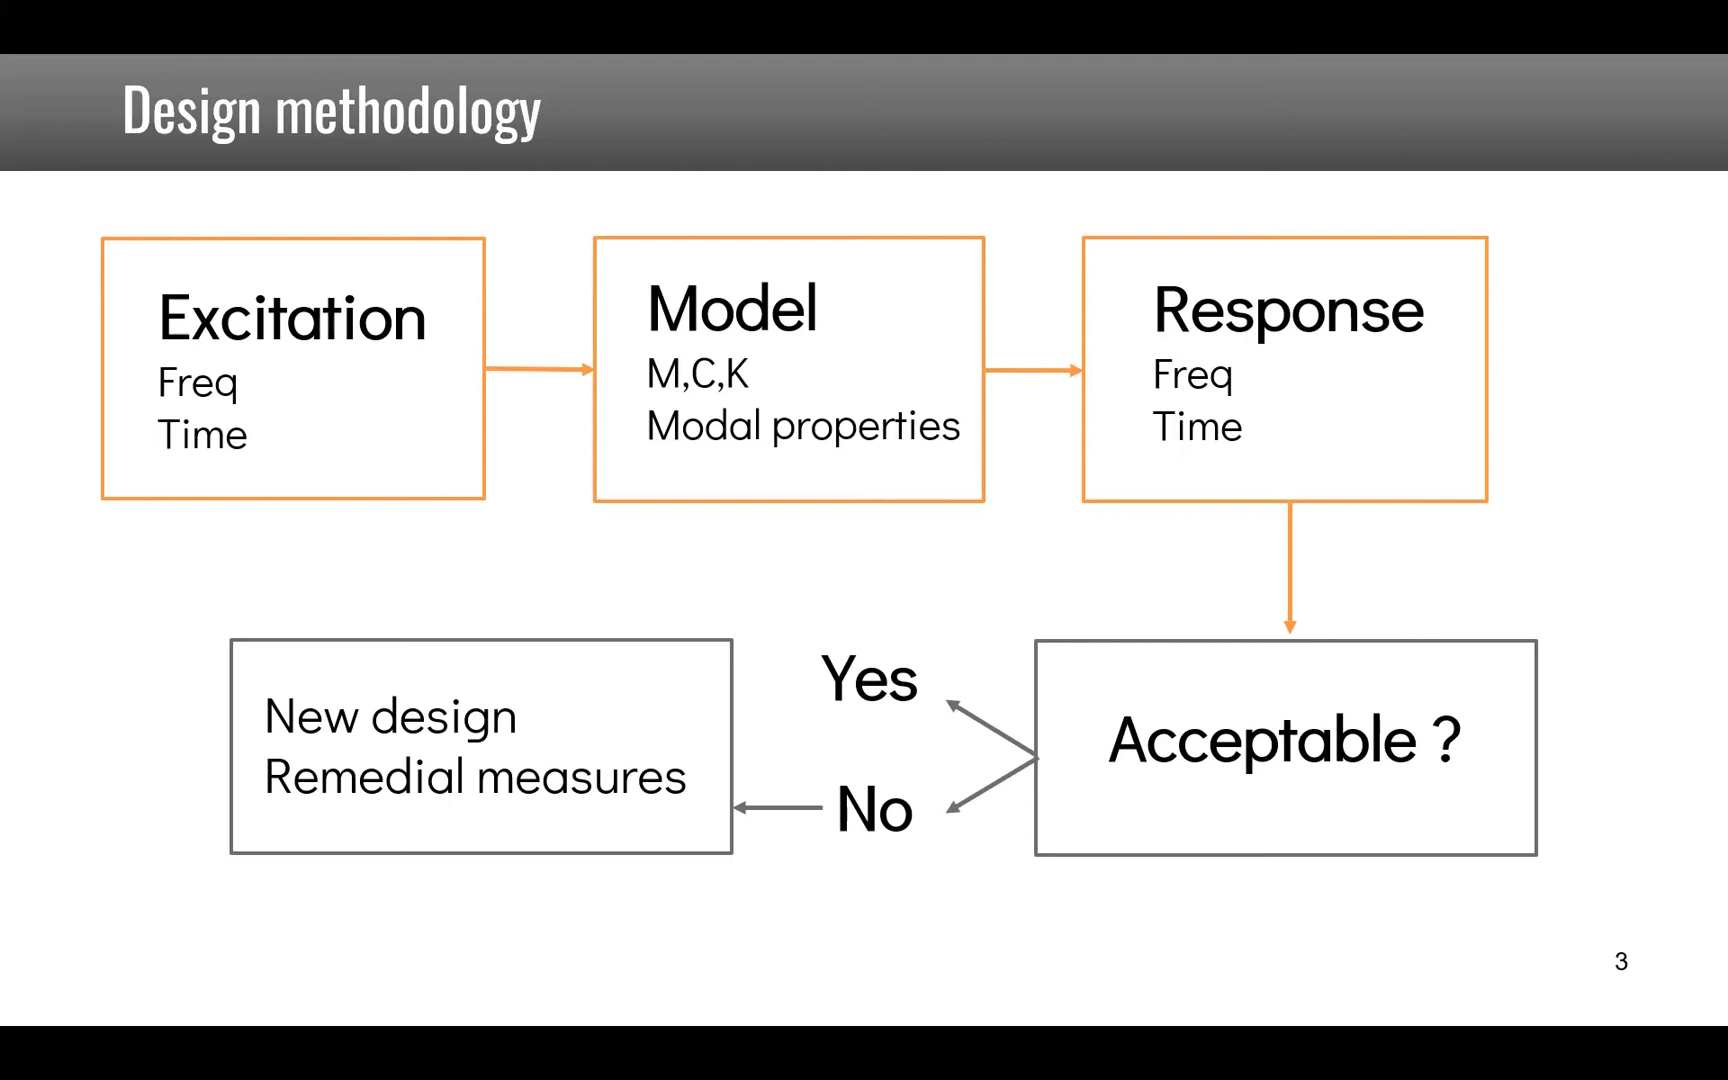 Design methodology
Excitation
Freq
Time
Model
M,C,K
Modal properties
Response
Freq
Time
Acceptable ?
Yes
No
New design
Remedial measures
3